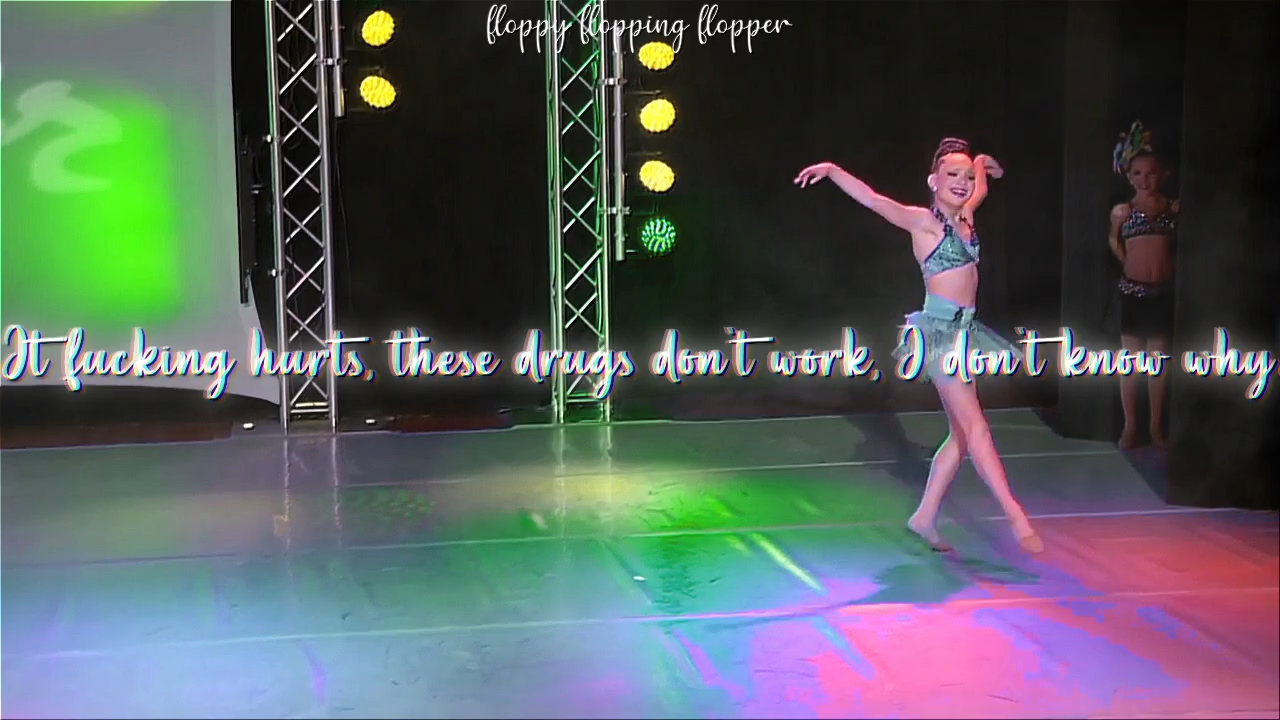 floppy flopping flopper
It fucking hurts, these drugs don't work, I don't know why